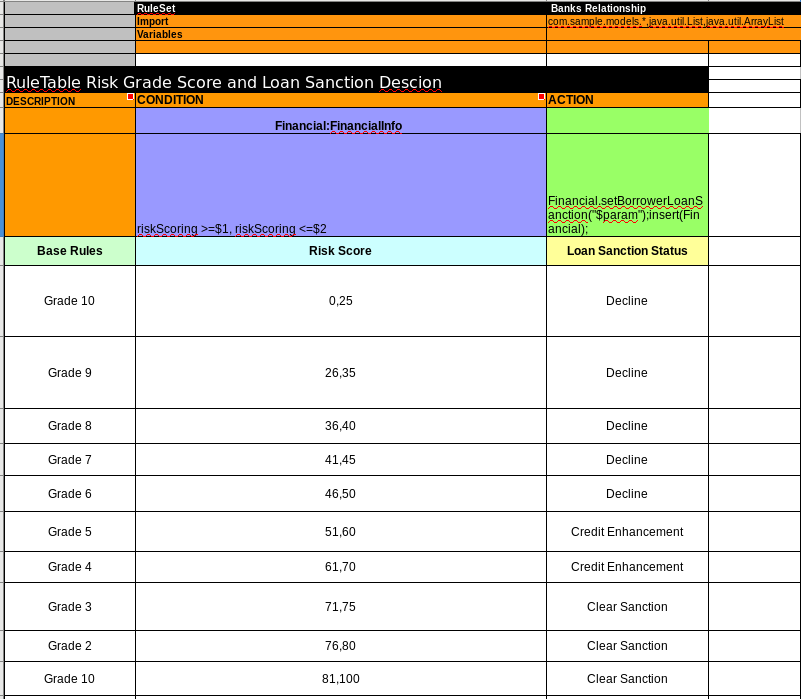 RuleSet Banks Relationship
Import com.sample.models.*,java.util.List,java.util.ArrayList
Variables
RuleTable Risk Grade Score and Loan Sanction Descion
DESCRIPTION CONDITION ACTION
Financial:FinancialInfo
Financial.setBorrowerLoanS
anction("$param");insert(Fin
riskScoring >=$1, riskScoring <=$2 ancial);
Base Rules Risk Score Loan Sanction Status
Grade 10 0,25 Decline
Grade 9 26,35 Decline
Grade 8 36,40 Decline
Grade 7 41,45 Decline
Grade 6 46,50 Decline
Grade 5 51,60 Credit Enhancement
Grade 4 61,70 Credit Enhancement
Grade 3 71,75 Clear Sanction
Grade 2 76,80 Clear Sanction
Grade 10 81,100 Clear Sanction